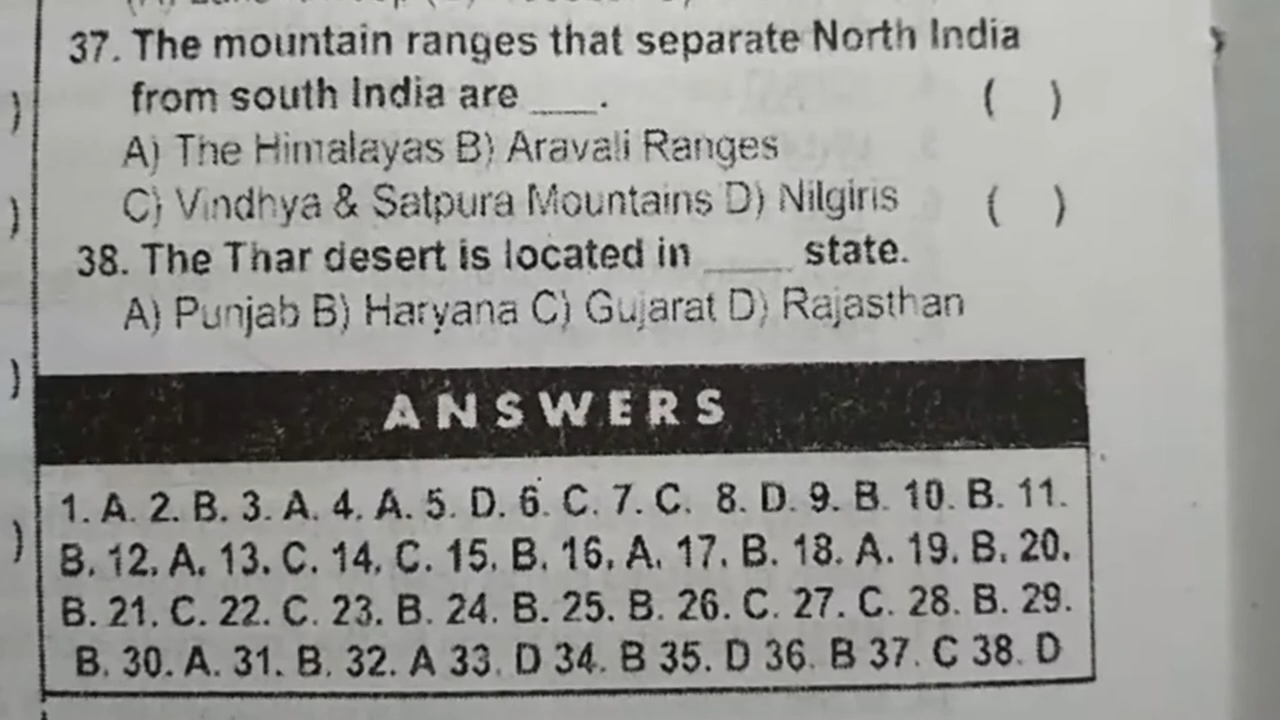 37. The mountain ranges that separate North India
from south India are ____. ( )
A) The Himalayas B) Aravali Ranges
C) Vindhya & Satpura Mountains D) Nilgiris ( )
38. The Thar desert is located in _____ state.
A) Punjab B) Haryana C) Gujarat D) Rajasthan
ANSWERS
1. A. 2. B. 3. A. 4. A. 5. D. 6. C. 7. C. 8. D. 9. B. 10. B. 11.
B. 12. A. 13. C. 14. C. 15. B. 16. A. 17. B. 18. A. 19. B. 20.
B. 21. C. 22. C. 23. B. 24. B. 25. B. 26. C. 27. C. 28. B. 29.
B. 30. A. 31. B. 32. A 33. D 34. B 35. D 36. B 37. C 38. D